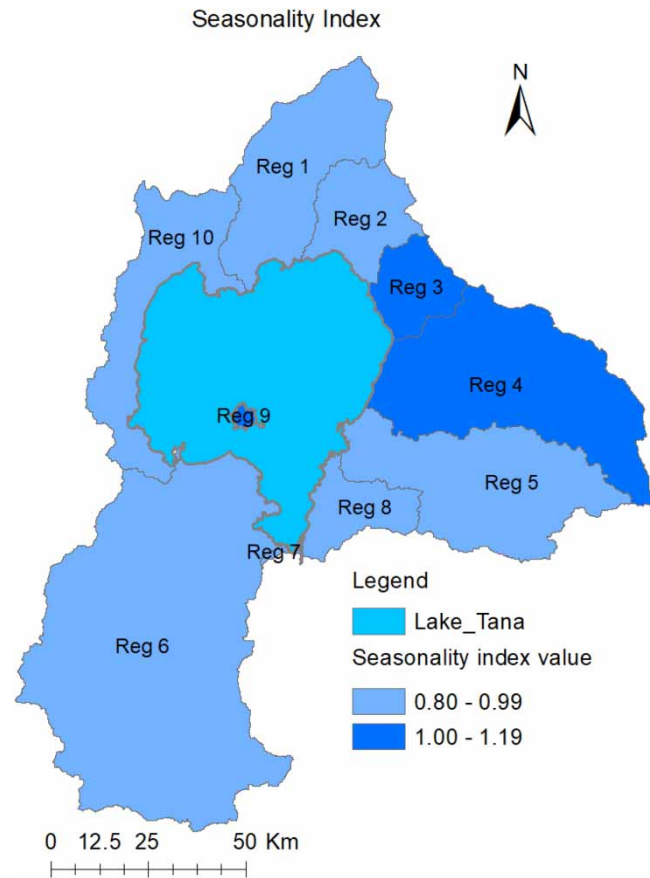 Seasonality Index
N
Reg 1
Reg 2
Reg 10
Reg 3
Reg 4
Reg 9
Reg 5
Reg 8
Reg 7
Reg 6
Legend
Lake_Tana
Seasonality index value
0.80 - 0.99
1.00 - 1.19
0 12.5 25 50 Km